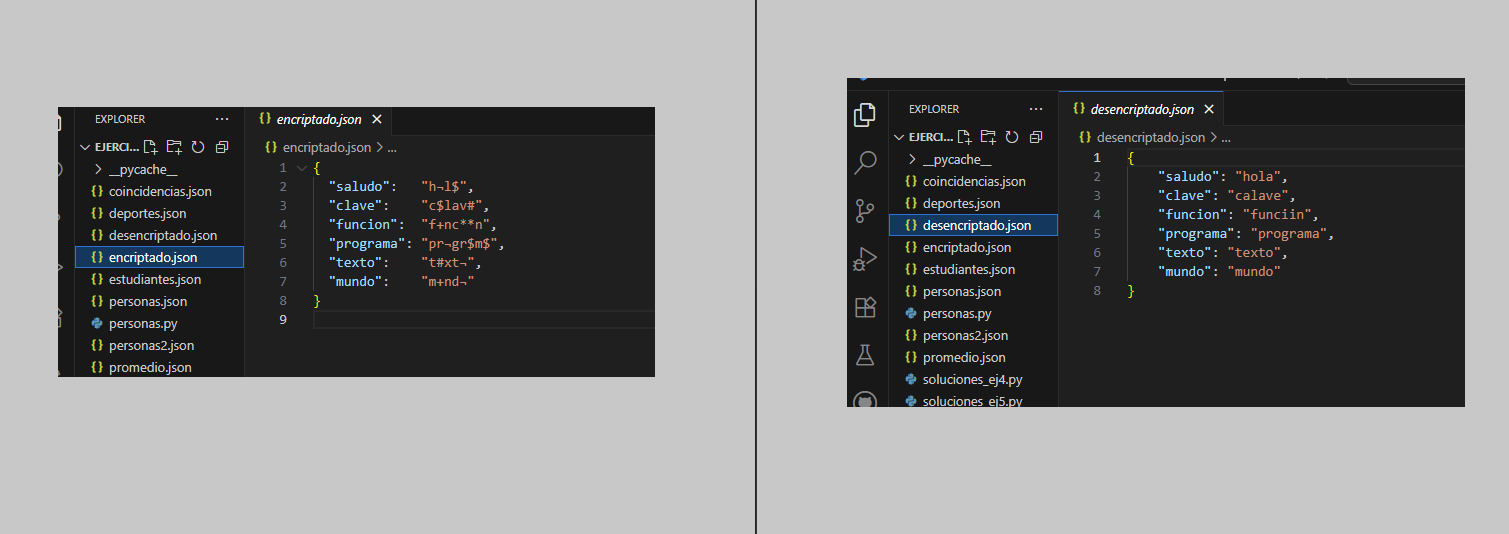 EXPLORER ...
EJERCI...
__pycache__
coincidencias.json
deportes.json
desencriptado.json
encriptado.json
estudiantes.json
personas.json
personas.py
personas2.json
promedio.json
encriptado.json
encriptado.json > ...
1 {
2 "saludo": "h¬l$",
3 "clave": "c$lav#",
4 "funcion": "f+nc**n",
5 "programa": "pr¬gr$m$",
6 "texto": "t#xt¬",
7 "mundo": "m+nd¬"
8 }
9
EXPLORER ...
EJERCI...
__pycache__
coincidencias.json
deportes.json
desencriptado.json
encriptado.json
estudiantes.json
personas.json
personas.py
personas2.json
promedio.json
soluciones_ej4.py
soluciones_ej5.py
desencriptado.json
desencriptado.json > ...
1 {
2 "saludo": "hola",
3 "clave": "calave",
4 "funcion": "funciin",
5 "programa": "programa",
6 "texto": "texto",
7 "mundo": "mundo"
8 }